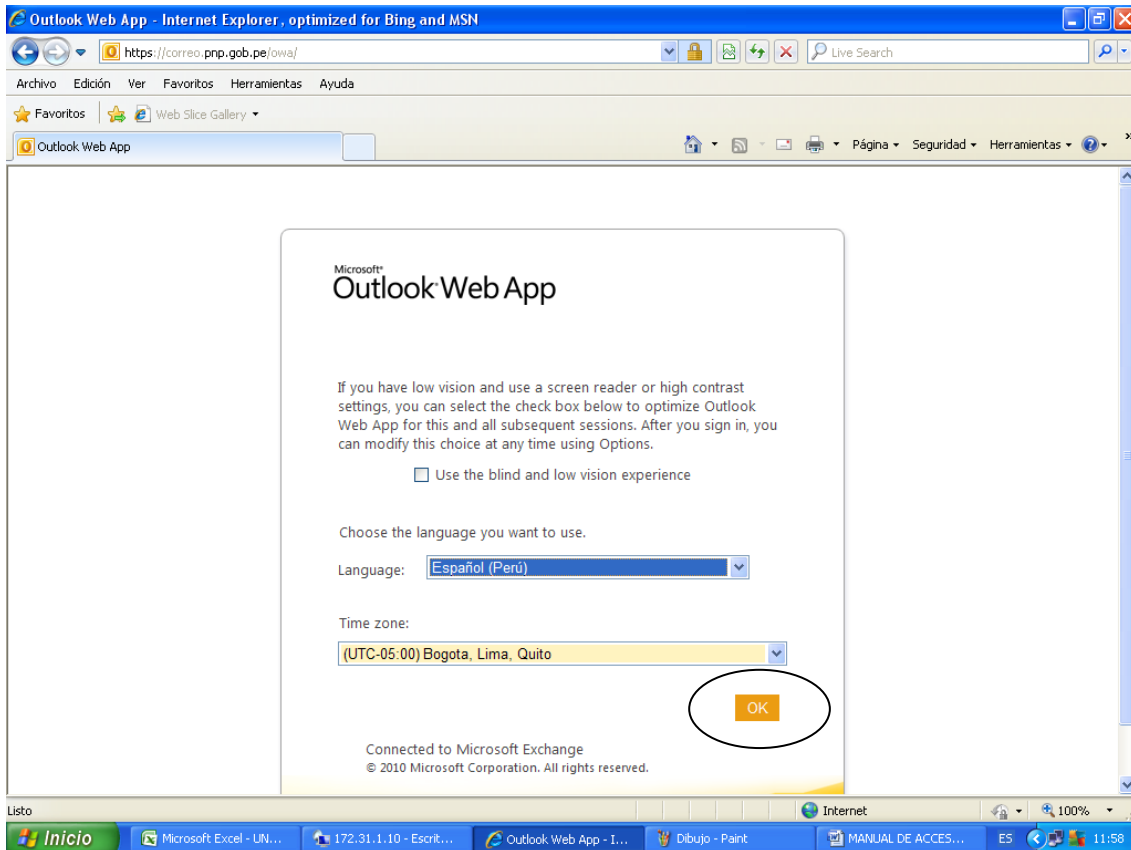 Outlook Web App - Internet Explorer, optimized for Bing and MSN
https://correo.pnp.gob.pe/owa/
Live Search
Archivo Edición Ver Favoritos Herramientas Ayuda
Favoritos Web Slice Gallery
Outlook Web App
Página Seguridad Herramientas
Microsoft®
Outlook Web App
If you have low vision and use a screen reader or high contrast
settings, you can select the check box below to optimize Outlook
Web App for this and all subsequent sessions. After you sign in, you
can modify this choice at any time using Options.
Use the blind and low vision experience
Choose the language you want to use.
Language: Español (Perú)
Time zone:
(UTC-05:00) Bogota, Lima, Quito
OK
Connected to Microsoft Exchange
© 2010 Microsoft Corporation. All rights reserved.
Listo Internet 100%
Inicio Microsoft Excel - UN... 172.31.1.10 - Escrit... Outlook Web App - I... Dibujo - Paint MANUAL DE ACCES... ES 11:58